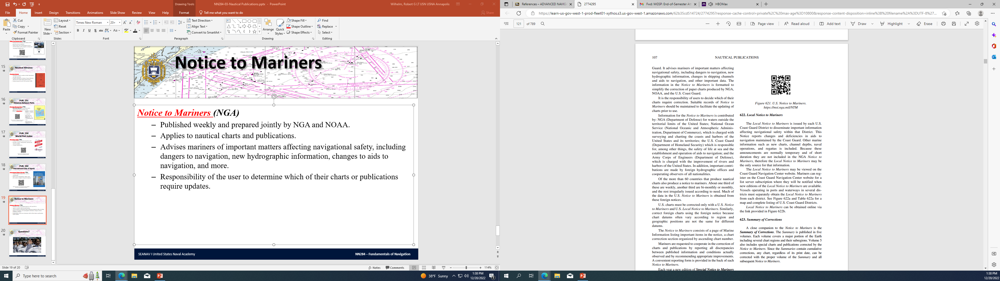 Drawing Tools
NN284-03-Nautical Publications.pptx - PowerPoint
Wilhelm, Robert G LT USN USNA Annapolis
File Home Insert Design Transitions Animations Slide Show Review View Help Format Tell me what you want to do Share
Paste
Cut
Copy
Format Painter
Clipboard
New
Slide
Layout
Reset
Section
Slides
Times New Roman 20+
B I U S abc AV Aa A
Font
Paragraph
Text Direction
Align Text
Convert to SmartArt
Arrange
Quick
Styles
Shape Fill
Shape Outline
Shape Effects
Drawing
Find
Replace
Select
Editing
15
Nautical Almanac
16
PUB. 151
Distances Between Ports
17
PUB. 150
World Port Index
18
PUB. 102
International Code of Signals
19
Notice to Mariners
20
Questions?
Notice to Mariners
Notice to Mariners (NGA)
– Published weekly and prepared jointly by NGA and NOAA.
– Applies to nautical charts and publications.
– Advises mariners of important matters affecting navigational safety, including
dangers to navigation, new hydrographic information, changes to aids to
navigation, and more.
– Responsibility of the user to determine which of their charts or publications
require updates.
SEANAV I United States Naval Academy
NN284 – Fundamentals of Navigation
Slide 19 of 20
Notes
Comments
114%
Type here to search
38°F Sunny
1:38 PM
12/20/2022
References – ADVANCED NAVIG
2774295
Fwd: MGSP: End-of-Semester At
HBOMax
https://learn-us-gov-west-1-prod-fleet01-xythos.s3.us-gov-west-1.amazonaws.com/62b35cd514724/2774295?response-cache-control=private%2C%20max-age%3D10800&response-content-disposition=inline%3B%20filename%2A%3DUTF-8%27...
121 of 789
Page view
Read aloud
Add text
Draw
Highlight
Erase
107
NAUTICAL PUBLICATIONS
Guard. It advises mariners of important matters affecting
navigational safety, including dangers to navigation, new
hydrographic information, changes in shipping channels
and aids to navigation, and other important data. The
information in the Notice to Mariners is formatted to
simplify the correction of paper charts produced by NGA,
NOAA, and the U.S. Coast Guard.
It is the responsibility of users to decide which of their
charts require correction. Suitable records of Notice to
Mariners should be maintained to facilitate the updating of
charts prior to use.
Information for the Notice to Mariners is contributed
by: NGA (Department of Defense) for waters outside the
territorial limits of the United States; National Ocean
Service (National Oceanic and Atmospheric Adminis-
tration, Department of Commerce), which is charged with
surveying and charting the coasts and harbors of the
United States and its territories; the U.S. Coast Guard
(Department of Homeland Security) which is responsible
for, among other things, the safety of life at sea and the
establishment and operation of aids to navigation; and the
Army Corps of Engineers (Department of Defense),
which is charged with the improvement of rivers and
harbors of the United States. In addition, important contri-
butions are made by foreign hydrographic offices and
cooperating observers of all nationalities.
Of the more than 60 countries that produce nautical
charts also produce a notice to mariners. About one third of
these are weekly, another third are bi-monthly or monthly,
and the rest irregularly issued according to need. Much of
the data in the U.S. Notice to Mariners is obtained from
these foreign notices.
U.S. charts must be corrected only with a U.S. Notice
to Mariners and U.S. Local Notice to Mariners. Similarly,
correct foreign charts using the foreign notice because
chart datums often vary according to region and
geographic positions are not the same for different
datums.
The Notice to Mariners consists of a page of Marine
Information listing important items in the notice, a chart
correction section organized by ascending chart number.
Mariners are requested to cooperate in the correction of
charts and publications by reporting all discrepancies
between published information and conditions actually
observed and by recommending appropriate improvements.
A convenient reporting form is provided in the back of each
Notice to Mariners.
Each year a new edition of Special Notice to Mariners
Figure 621. U.S. Notice to Mariners.
https://msi.nga.mil/NTM
622. Local Notice to Mariners
The Local Notice to Mariners is issued by each U.S.
Coast Guard District to disseminate important information
affecting navigational safety within that District. This
Notice reports changes and deficiencies in aids to
navigation maintained by the Coast Guard. Other marine
information such as new charts, channel depths, naval
operations, and regattas is included. Because these
announcements are normally temporary and of short
duration they are not included in the NGA Notice to
Mariners, therefore the Local Notice to Mariners may be
the only source for that information.
The Local Notice to Mariners may be viewed on the
Coast Guard Navigation Center website. Mariners can reg-
ister on the Coast Guard Navigation Center website for a
list server subscription where they will be notified when
new editions of the Local Notice to Mariners are available.
Vessels operating in ports and waterways in several dis-
tricts must separately obtain the Local Notice to Mariners
from each district. See Figure 622a and Table 622a for a
map and complete listing of U.S. Coast Guard Districts.
Local Notice to Mariners can be obtained online via
the link provided in Figure 622b.
623. Summary of Corrections
A close companion to the Notice to Mariners is the
Summary of Corrections. The Summary is published in five
volumes. Each volume covers a major portion of the Earth
including several chart regions and their subregions. Volume 5
also includes special charts and publications corrected by the
Notice to Mariners. Since the Summaries contain cumulative
corrections, any chart, regardless of its print date, can be
corrected with the proper volume of the Summary and all
subsequent Notice to Mariners.
1:38 PM
12/20/2022